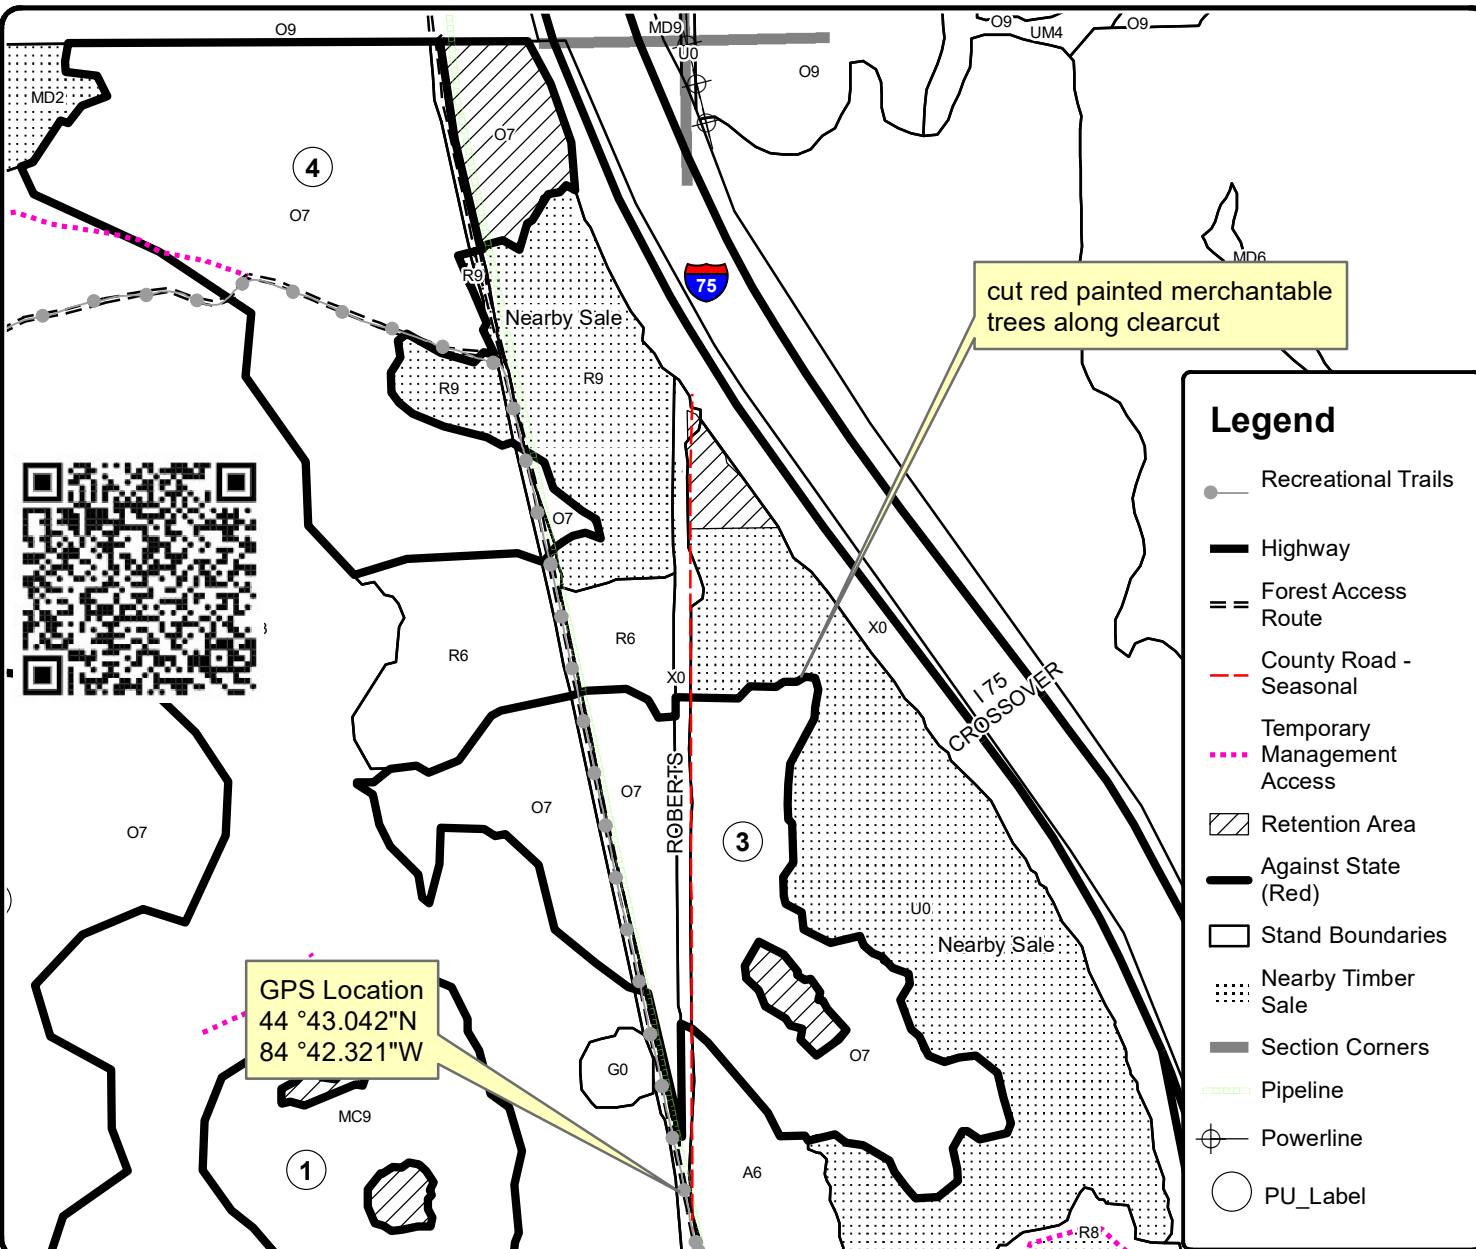 O9
MD9
U0
O9
UM4
O9
O9
MD2
O7
4
O7
R9
75
MD6
cut red painted merchantable
trees along clearcut
Nearby Sale
R9
R9
O7
Legend
Recreational Trails
Highway
Forest Access
Route
County Road -
Seasonal
Temporary
Management
Access
Retention Area
Against State
(Red)
Stand Boundaries
Nearby Timber
Sale
Section Corners
Pipeline
Powerline
PU_Label
R6
R6
X0
X0
I 75
CROSSOVER
ROBERTS
O7
O7
O7
3
U0
Nearby Sale
GPS Location
44 °43.042"N
84 °42.321"W
G0
O7
MC9
1
A6
R8